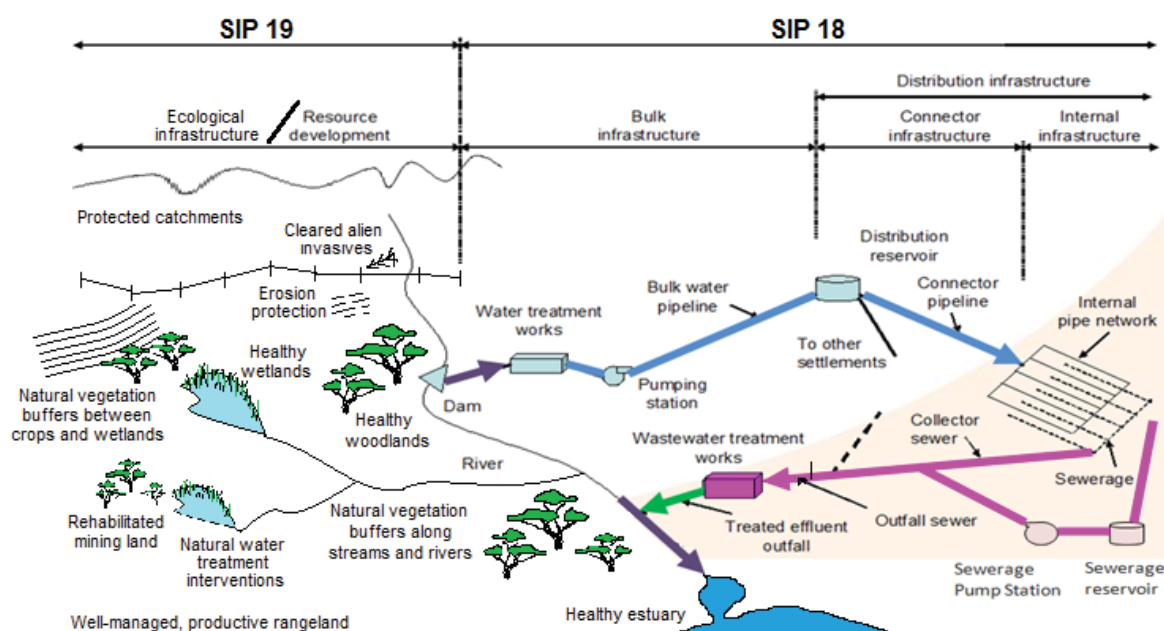 SIP 19
SIP 18
Distribution infrastructure
Ecological
infrastructure
Resource
development
Bulk
infrastructure
Connector
infrastructure
Internal
infrastructure
Protected catchments
Cleared alien
invasives
Erosion
protection
Distribution
reservoir
Bulk water
pipeline
Connector
pipeline
Internal
pipe network
Water treatment
works
To other
settlements
Healthy
wetlands
Pumping
station
Dam
Natural vegetation
buffers between
crops and wetlands
Healthy
woodlands
Wastewater treatment
works
Collector
sewer
River
Sewerage
Rehabilitated
mining land
Natural water
treatment
interventions
Natural vegetation
buffers along
streams and rivers
Treated effluent
outfall
Outfall sewer
Sewerage
Pump Station
Sewerage
reservoir
Healthy estuary
Well-managed, productive rangeland